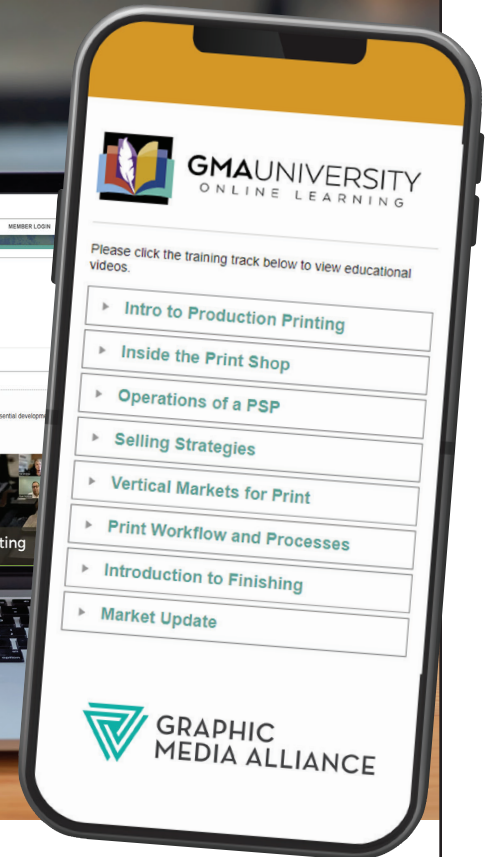 MEMBER LOGIN
GMAUNIVERSITY
ONLINE LEARNING
Please click the training track below to view educational
videos.
Intro to Production Printing
Inside the Print Shop
Operations of a PSP
Selling Strategies
Vertical Markets for Print
Print Workflow and Processes
Introduction to Finishing
Market Update
GRAPHIC
MEDIA ALLIANCE